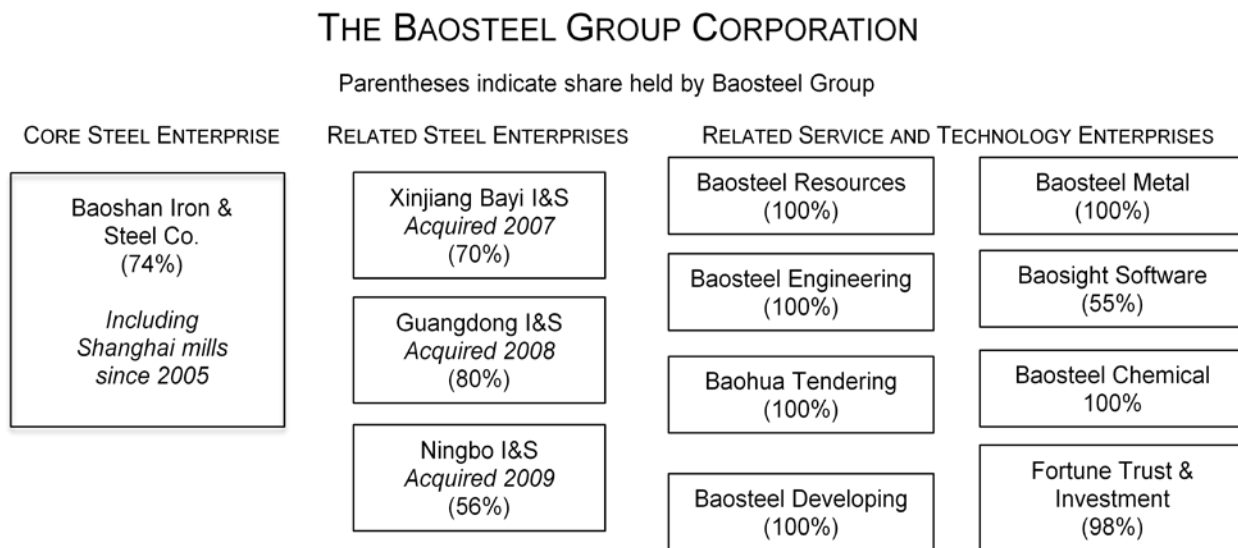 THE BAOSTEEL GROUP CORPORATION
Parentheses indicate share held by Baosteel Group
CORE STEEL ENTERPRISE
Baoshan Iron &
Steel Co.
(74%)
Including
Shanghai mills
since 2005
RELATED STEEL ENTERPRISES
Xinjiang Bayi I&S
Acquired 2007
(70%)
Guangdong I&S
Acquired 2008
(80%)
Ningbo I&S
Acquired 2009
(56%)
RELATED SERVICE AND TECHNOLOGY ENTERPRISES
Baosteel Resources
(100%)
Baosteel Engineering
(100%)
Baohua Tendering
(100%)
Baosteel Developing
(100%)
Baosteel Metal
(100%)
Baosight Software
(55%)
Baosteel Chemical
100%
Fortune Trust &
Investment
(98%)